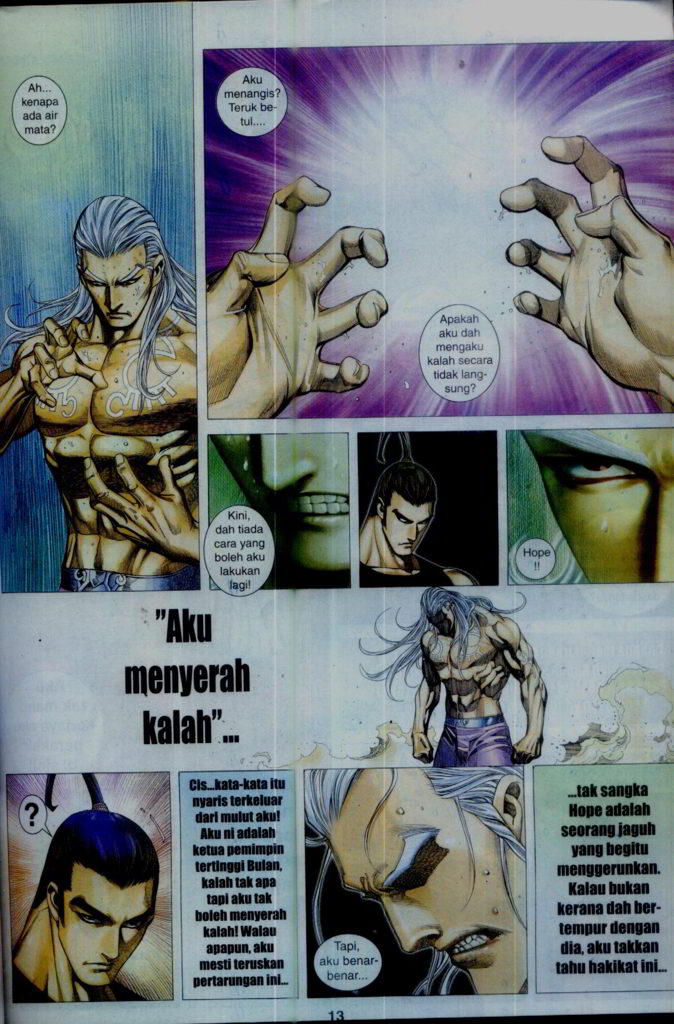 Ah...
kenapa
ada air
mata?
Aku
menangis?
Teruk be-
tul....
Apakah
aku dah
mengaku
kalah secara
tidak lang-
sung?
Kini,
dah tiada
cara yang
boleh aku
lakukan
lagi!
Hope
!!
"Aku
menyerah
kalah"...
?
Cis...kata-kata itu
nyaris terkeluar
dari mulut aku!
Aku ni adalah
ketua pemimpin
tertinggi Bulan,
kalah tak apa
tapi aku tak
boleh menyerah
kalah! Walau
apapun, aku
mesti teruskan
pertarungan ini...
Tapi,
aku benar-
benar...
...tak sangka
Hope adalah
seorang jaguh
yang begitu
menggerunkan.
Kalau bukan
kerana dah ber-
tempur dengan
dia, aku takkan
tahu hakikat ini...
13